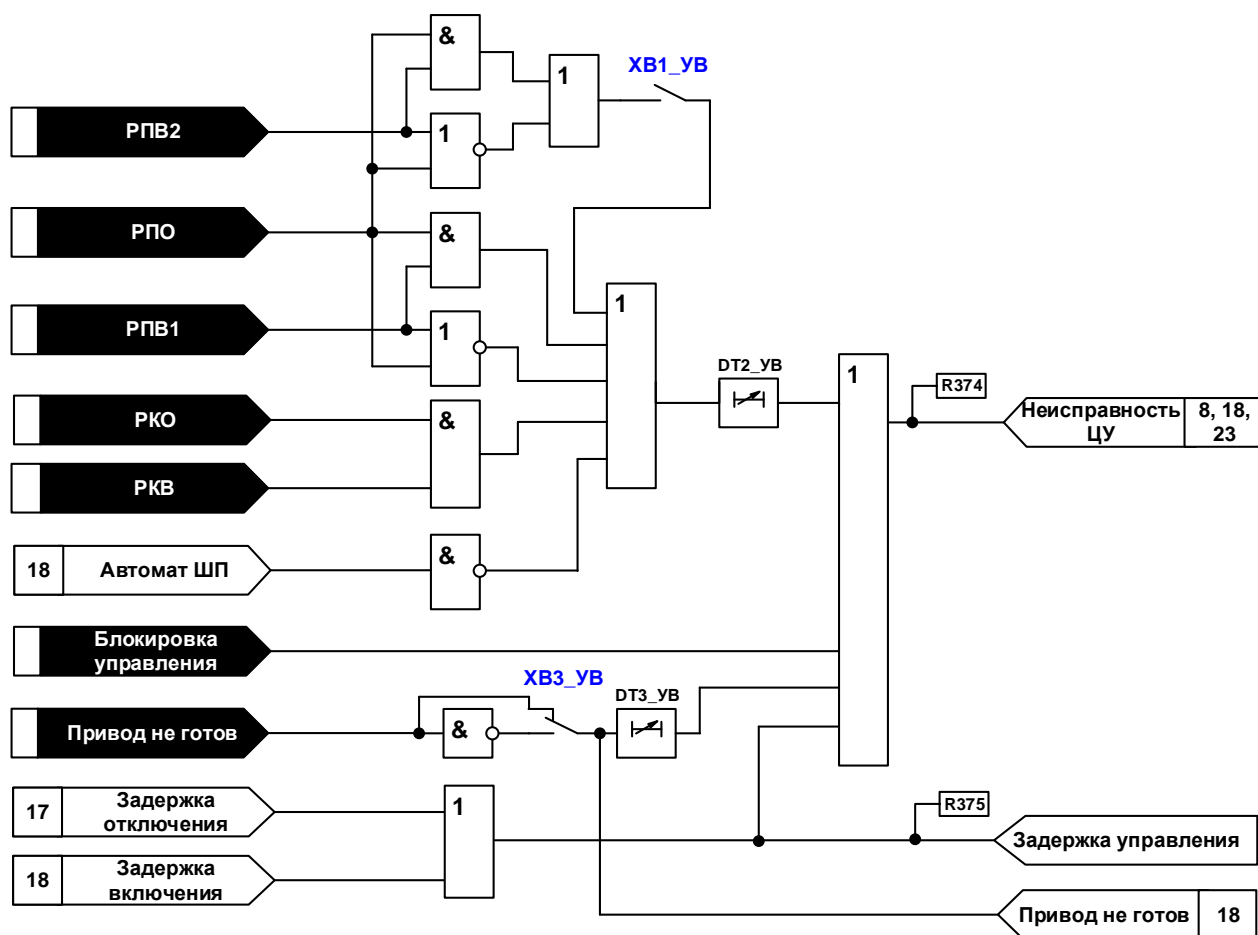 &
1
ХВ1_УВ
РПВ2
1
РПО
&
РПВ1
1
1
DT2_УВ
1
R374
РКО
&
Неисправность
ЦУ
8, 18,
23
РКВ
18
Автомат ШП
&
Блокировка
управления
ХВ3_УВ
DT3_УВ
Привод не готов
&
17
Задержка
отключения
1
R375
Задержка управления
18
Задержка
включения
Привод не готов
18